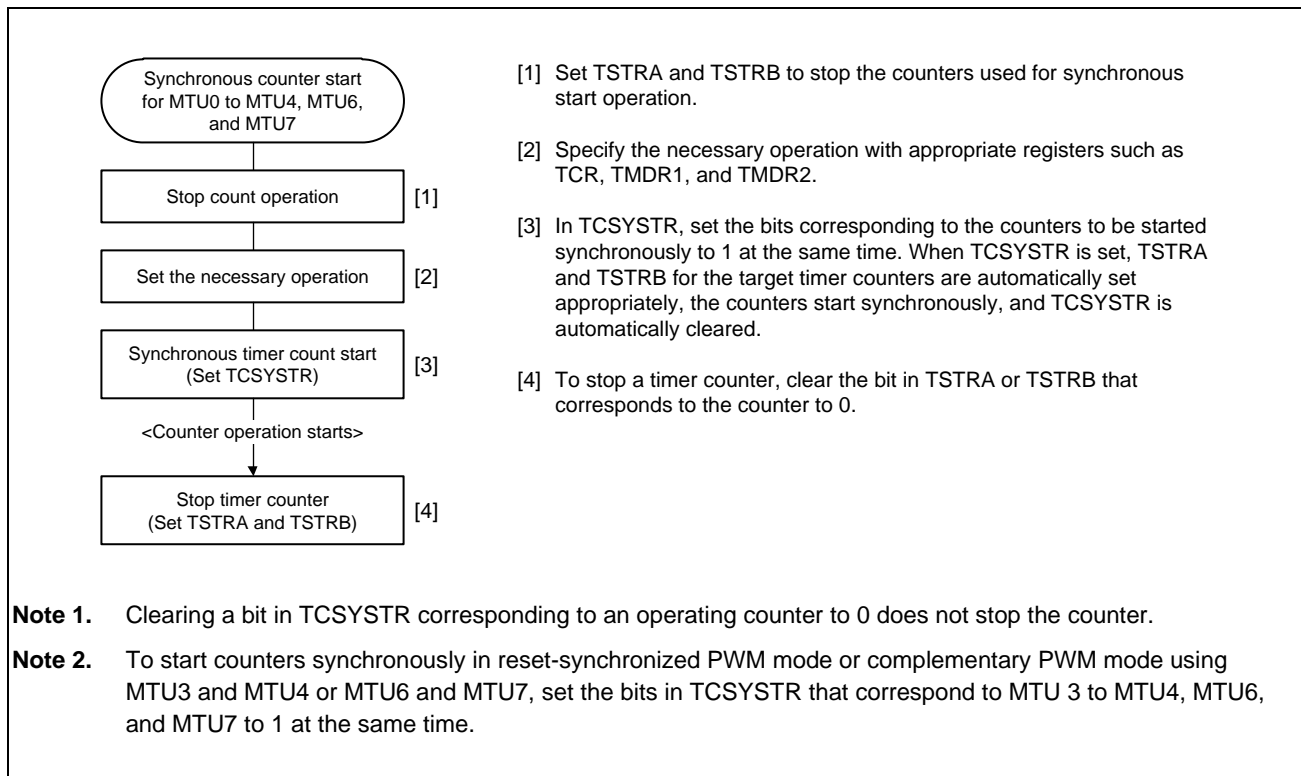 Synchronous counter start
for MTU0 to MTU4, MTU6,
and MTU7
Stop count operation
[1]
Set the necessary operation
[2]
Synchronous timer count start
(Set TCSYSTR)
[3]
<Counter operation starts>
Stop timer counter
(Set TSTRA and TSTRB)
[4]
[1] Set TSTRA and TSTRB to stop the counters used for synchronous
start operation.
[2] Specify the necessary operation with appropriate registers such as
TCR, TMDR1, and TMDR2.
[3] In TCSYSTR, set the bits corresponding to the counters to be started
synchronously to 1 at the same time. When TCSYSTR is set, TSTRA
and TSTRB for the target timer counters are automatically set
appropriately, the counters start synchronously, and TCSYSTR is
automatically cleared.
[4] To stop a timer counter, clear the bit in TSTRA or TSTRB that
corresponds to the counter to 0.
Note 1. Clearing a bit in TCSYSTR corresponding to an operating counter to 0 does not stop the counter.
Note 2. To start counters synchronously in reset-synchronized PWM mode or complementary PWM mode using
MTU3 and MTU4 or MTU6 and MTU7, set the bits in TCSYSTR that correspond to MTU 3 to MTU4, MTU6,
and MTU7 to 1 at the same time.